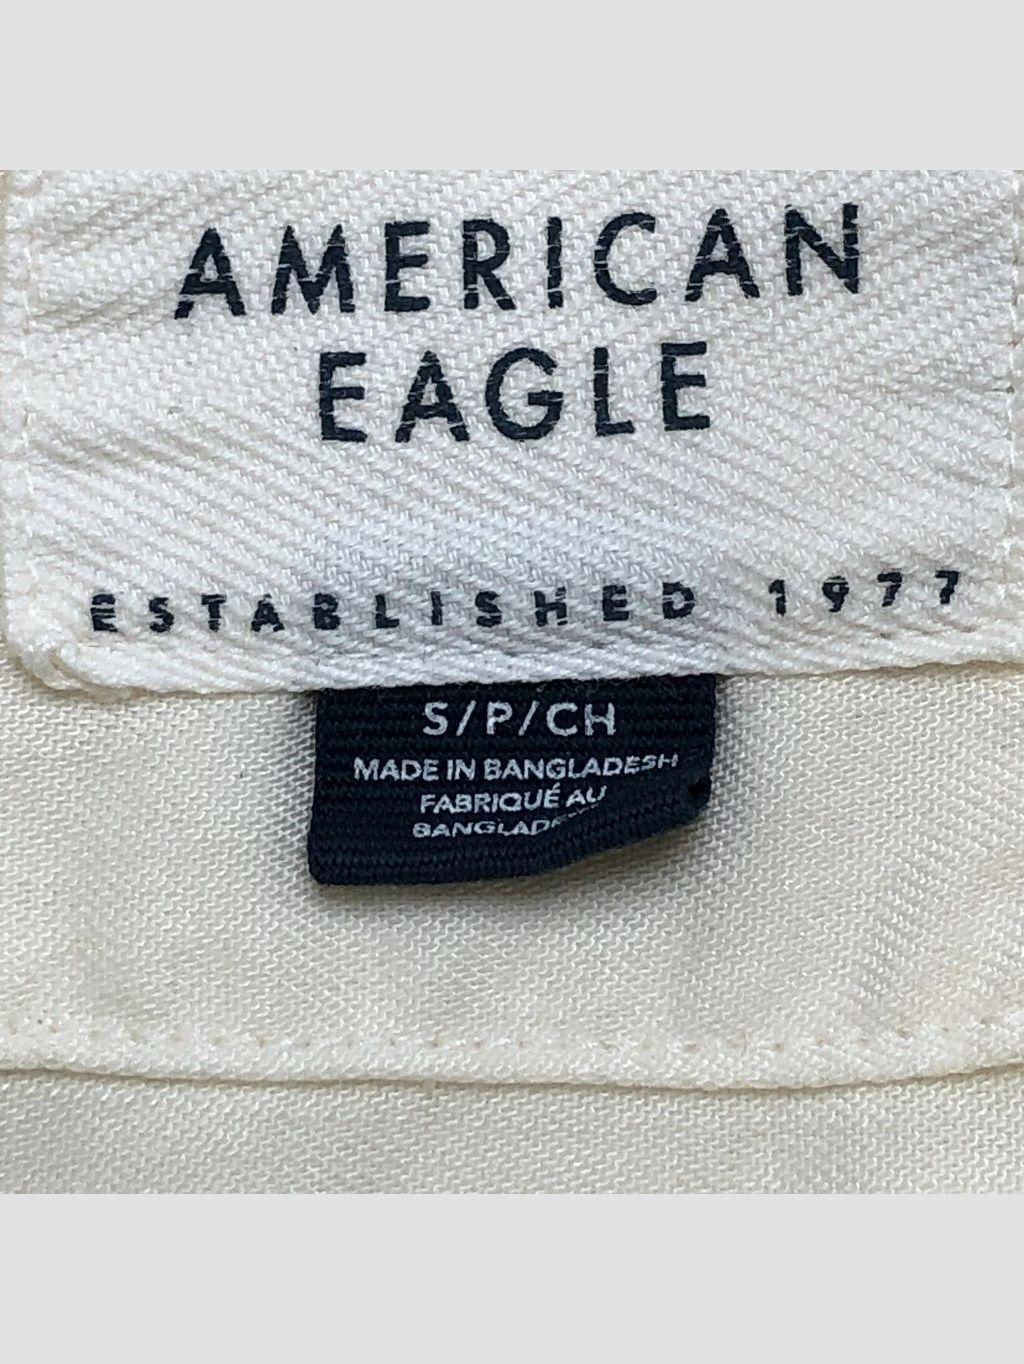 AMERICAN
EAGLE
ESTABLISHED 1977
S/P/CH
MADE IN BANGLADESH
FABRIQUÉ AU